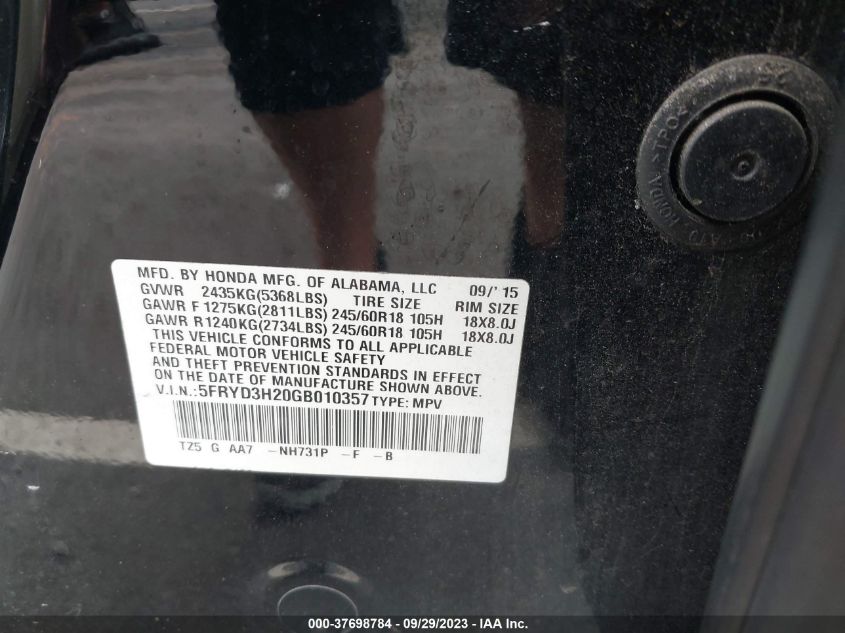 MFD. BY HONDA MFG. OF ALABAMA, LLC 09/' 15
GVWR 2435KG(5368LBS) TIRE SIZE RIM SIZE
GAWR F 1275KG(2811LBS) 245/60R18 105H 18X8.0J
GAWR R1240KG(2734LBS) 245/60R18 105H 18X8.0J
THIS VEHICLE CONFORMS TO ALL APPLICABLE
FEDERAL MOTOR VEHICLE SAFETY
AND THEFT PREVENTION STANDARDS IN EFFECT
ON THE DATE OF MANUFACTURE SHOWN ABOVE.
V.I.N.:5FRYD3H20GB010357 TYPE: MPV
TZ5 G AA7 -NH731P -F -B
HONDA >TPO<
000-37698784 - 09/29/2023 - IAA Inc.